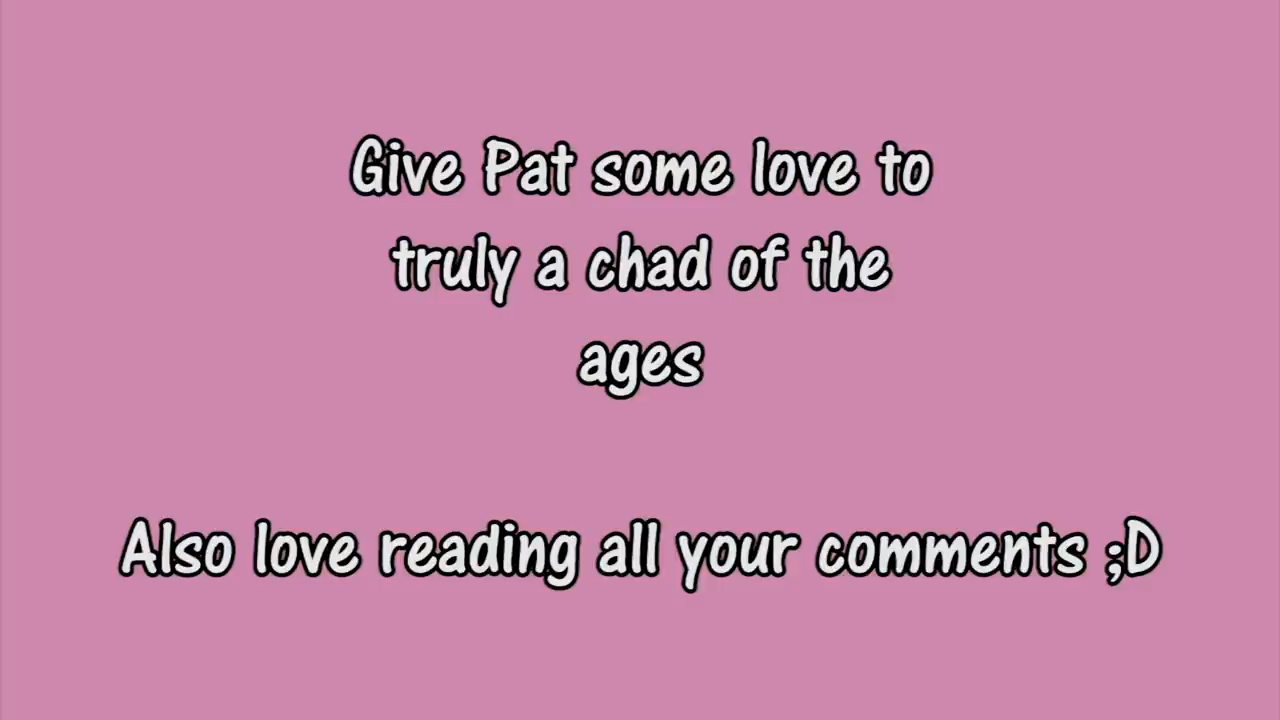 Give Pat some love to
truly a chad of the
ages
Also love reading all your comments ;D